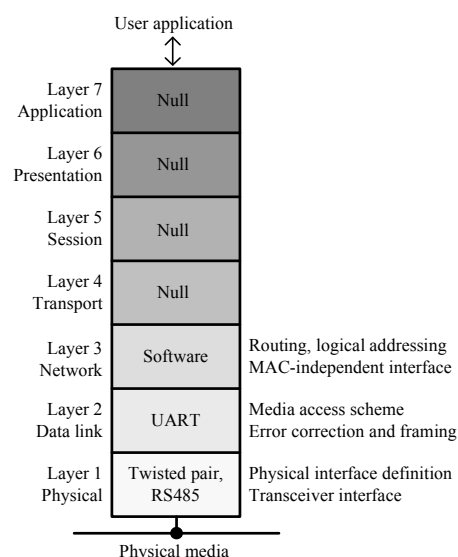 User application
Layer 7
Application
Null
Layer 6
Presentation
Null
Layer 5
Session
Null
Layer 4
Transport
Null
Layer 3
Network
Software
Routing, logical addressing
MAC-independent interface
Layer 2
Data link
UART
Media access scheme
Error correction and framing
Layer 1
Physical
Twisted pair,
RS485
Physical interface definition
Transceiver interface
Physical media